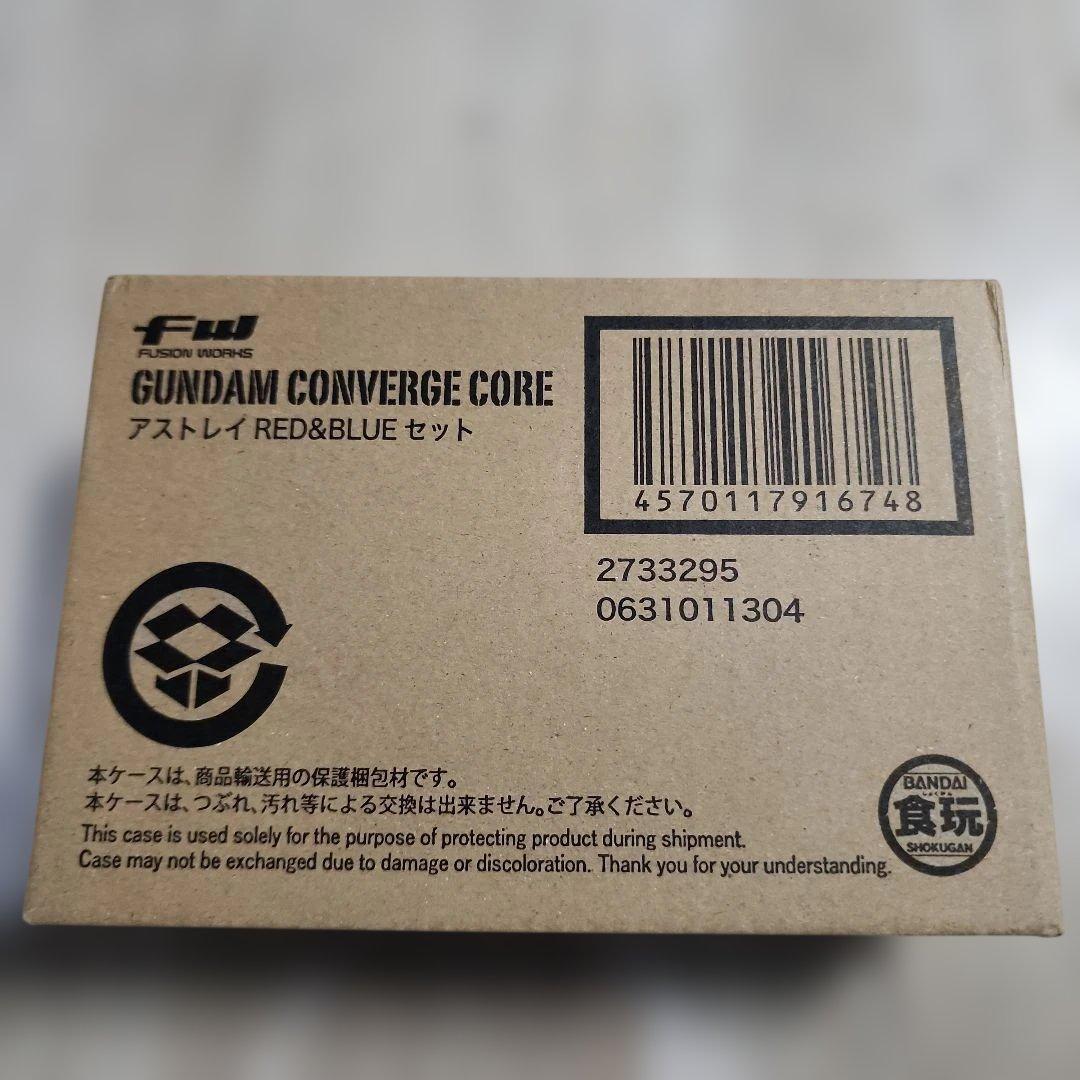 FW
FUSION WORKS
GUNDAM CONVERGE CORE
アストレイ RED&BLUE セット
4570117916748
2733295
0631011304
本ケースは、商品輸送用の保護梱包材です。
本ケースは、つぶれ、汚れ等による交換は出来ません。ご了承ください。
This case is used solely for the purpose of protecting product during shipment.
Case may not be exchanged due to damage or discoloration. Thank you for your understanding.
BANDAI
食玩
SHOKUGAN